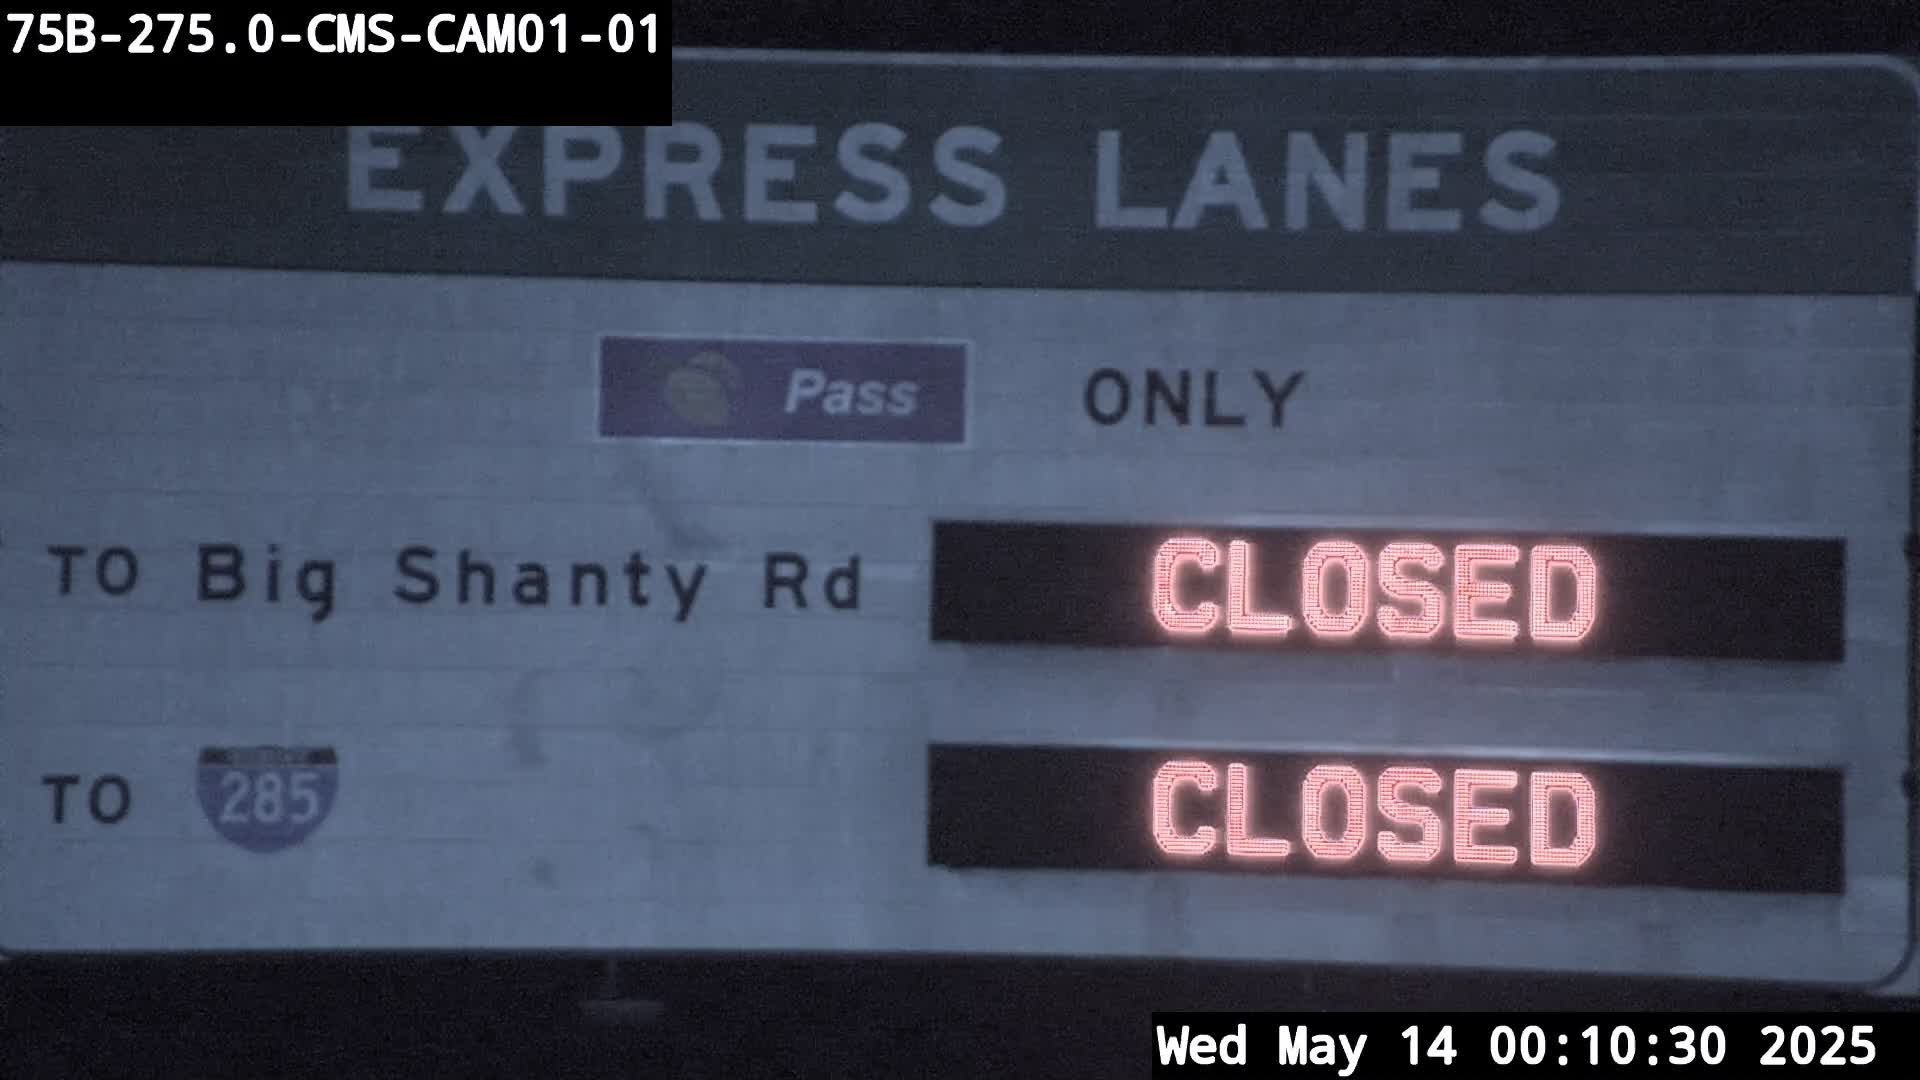 75B-275.0-CMS-CAM01-01
EXPRESS LANES
Pass ONLY
TO Big Shanty Rd CLOSED
TO 285 CLOSED
Wed May 14 00:10:30 2025